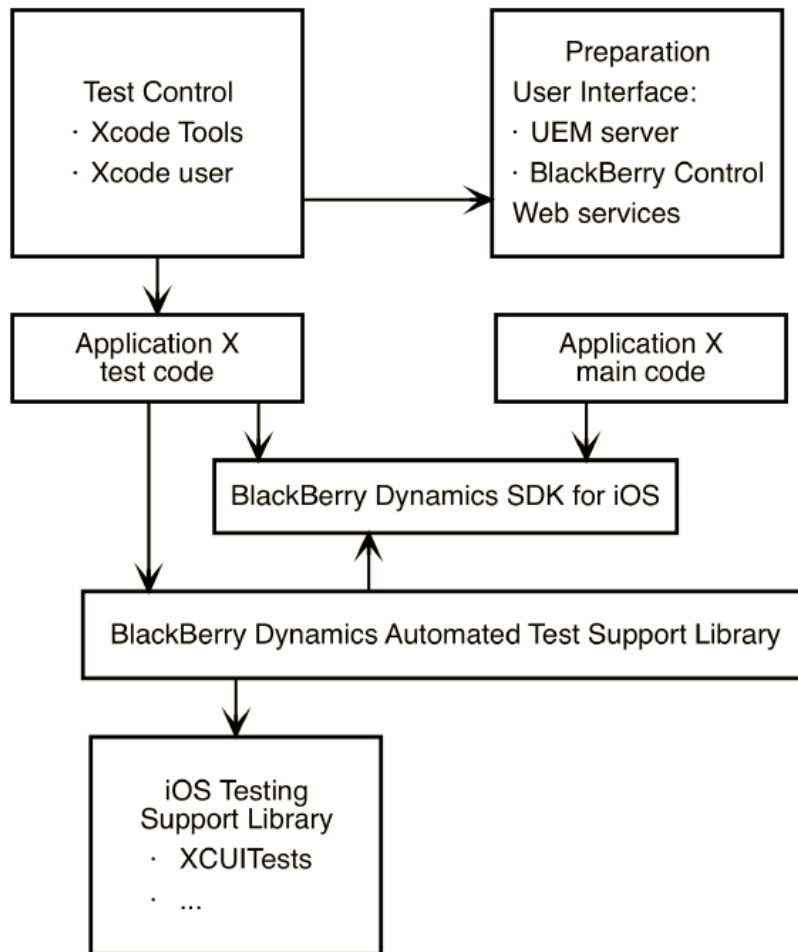 Test Control
· Xcode Tools
· Xcode user
Preparation
User Interface:
· UEM server
· BlackBerry Control
Web services
Application X
test code
Application X
main code
BlackBerry Dynamics SDK for iOS
BlackBerry Dynamics Automated Test Support Library
iOS Testing
Support Library
· XCUITests
· ...